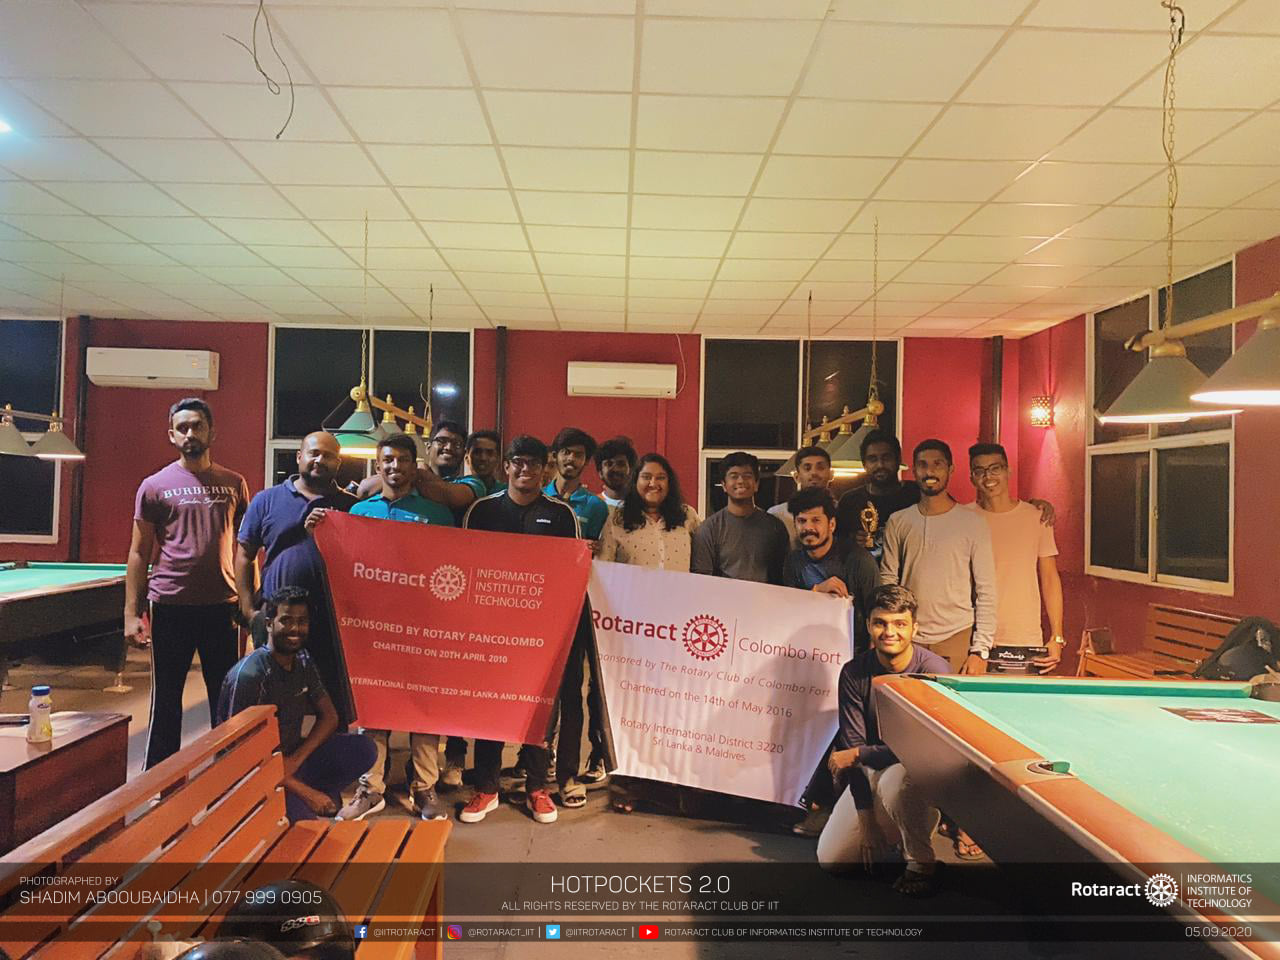 BURBERRY
London, England
adidas
Rotaract
INFORMATICS
INSTITUTE OF
TECHNOLOGY
SPONSORED BY ROTARY PANCOLOMBO
CHARTERED ON 20TH APRIL 2010
INTERNATIONAL DISTRICT 3220 SRI LANKA AND MALDIVES
Rotaract
Colombo Fort
Sponsored by The Rotary Club of Colombo Fort
Chartered on the 14th of May 2016
Rotary International District 3220
Sri Lanka & Maldives
PHOTOGRAPHED BY
SHADIM ABOOUBAIDHA | 077 999 0905
HOTPOCKETS 2.0
ALL RIGHTS RESERVED BY THE ROTARACT CLUB OF IIT
Rotaract
INFORMATICS
INSTITUTE OF
TECHNOLOGY
@IITROTARACT | @ROTARACT_IIT | @IITROTARACT | ROTARACT CLUB OF INFORMATICS INSTITUTE OF TECHNOLOGY
05.09.2020